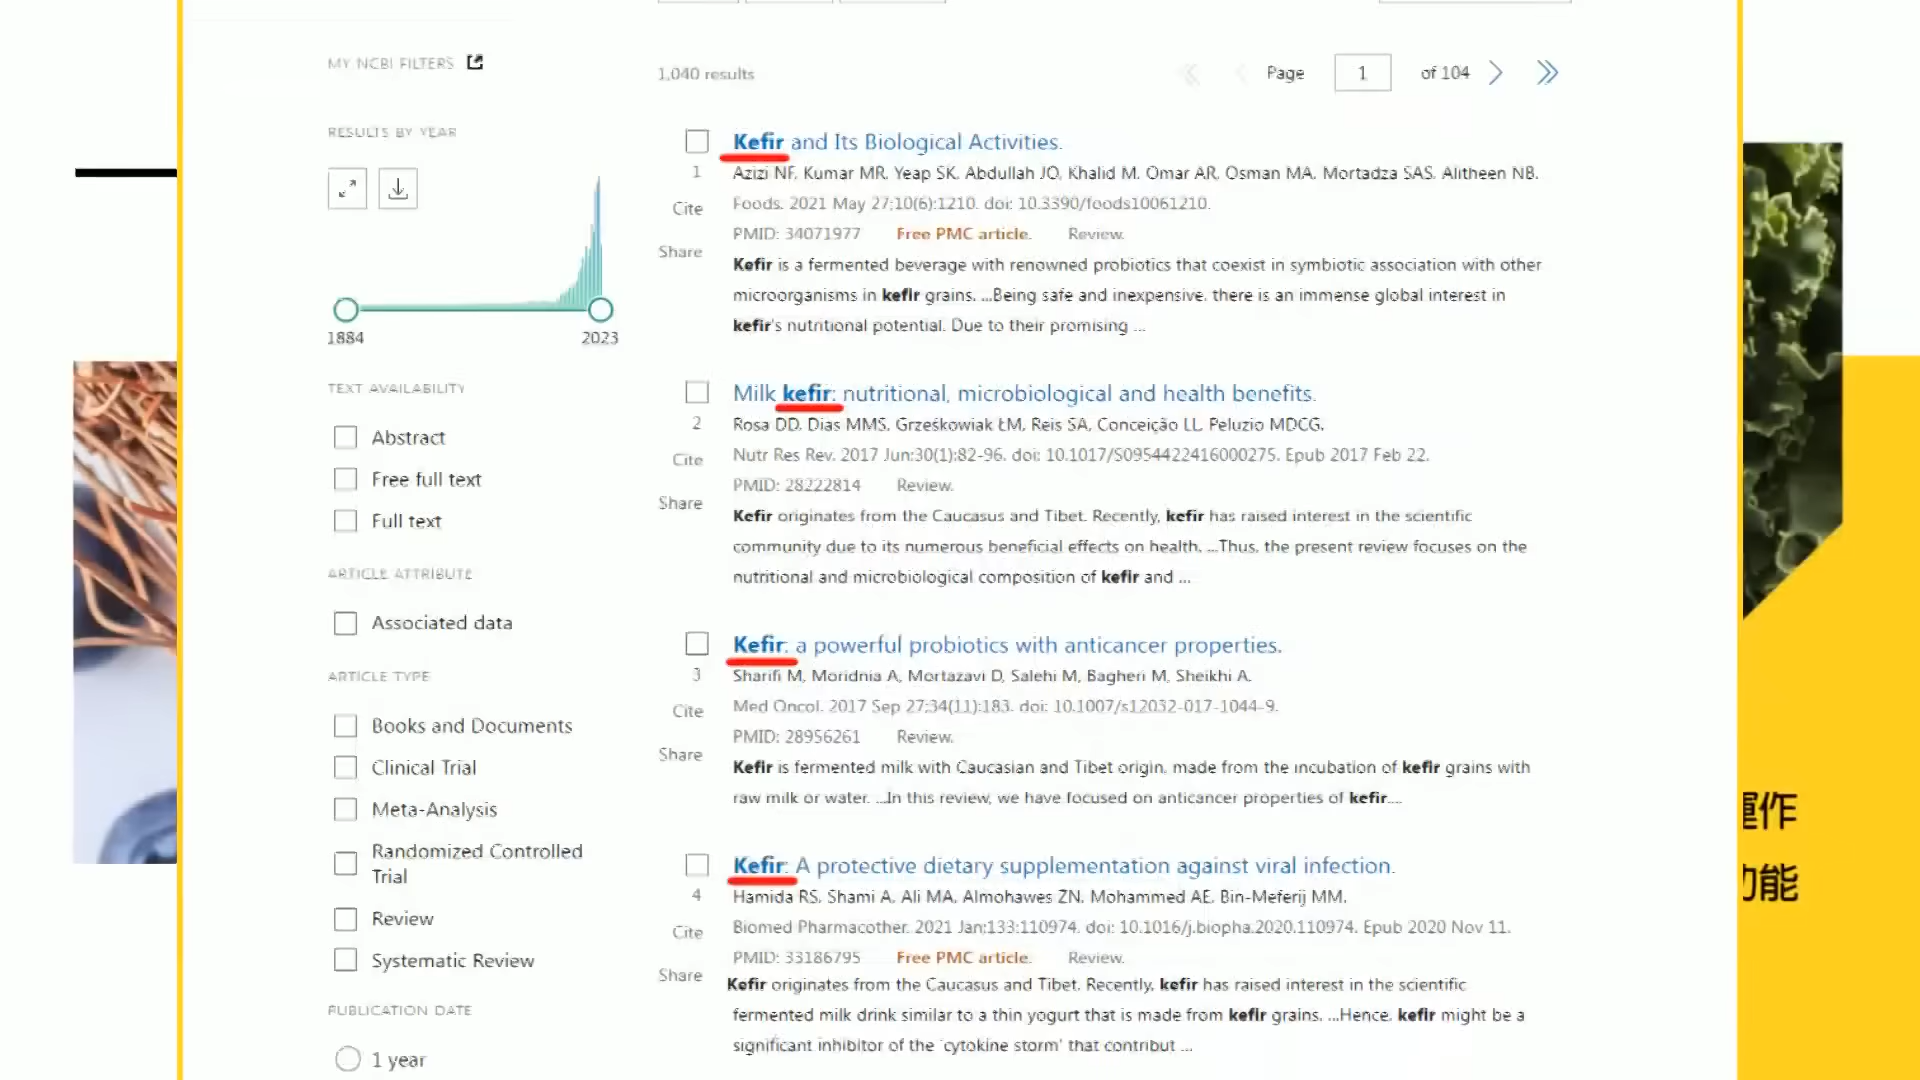 MY NCBI FILTERS
RESULTS BY YEAR
1884
2023
TEXT AVAILABILITY
Abstract
Free full text
Full text
ARTICLE ATTRIBUTE
Associated data
ARTICLE TYPE
Books and Documents
Clinical Trial
Meta-Analysis
Randomized Controlled
Trial
Review
Systematic Review
PUBLICATION DATE
1 year
1,040 results
Page 1 of 104
Kefir and Its Biological Activities.
1
Cite
Share
Azizi NF, Kumar MR, Yeap SK, Abdullah JO, Khalid M, Omar AR, Osman MA, Mortadza SAS, Alitheen NB.
Foods. 2021 May 27;10(6):1210. doi: 10.3390/foods10061210.
PMID: 34071977 Free PMC article. Review.
Kefir is a fermented beverage with renowned probiotics that coexist in symbiotic association with other
microorganisms in kefir grains. ...Being safe and inexpensive, there is an immense global interest in
kefir's nutritional potential. Due to their promising ...
Milk kefir: nutritional, microbiological and health benefits.
2
Cite
Share
Rosa DD, Dias MMS, Grześkowiak ŁM, Reis SA, Conceição LL, Peluzio MDCG.
Nutr Res Rev. 2017 Jun;30(1):82-96. doi: 10.1017/S0954422416000275. Epub 2017 Feb 22.
PMID: 28222814 Review.
Kefir originates from the Caucasus and Tibet. Recently, kefir has raised interest in the scientific
community due to its numerous beneficial effects on health. ...Thus, the present review focuses on the
nutritional and microbiological composition of kefir and ...
Kefir: a powerful probiotics with anticancer properties.
3
Cite
Share
Sharifi M, Moridnia A, Mortazavi D, Salehi M, Bagheri M, Sheikhi A.
Med Oncol. 2017 Sep 27;34(11):183. doi: 10.1007/s12032-017-1044-9.
PMID: 28956261 Review.
Kefir is fermented milk with Caucasian and Tibet origin, made from the incubation of kefir grains with
raw milk or water. ...In this review, we have focused on anticancer properties of kefir....
Kefir: A protective dietary supplementation against viral infection.
4
Cite
Share
Hamida RS, Shami A, Ali MA, Almohawes ZN, Mohammed AE, Bin-Meferij MM.
Biomed Pharmacother. 2021 Jan;133:110974. doi: 10.1016/j.biopha.2020.110974. Epub 2020 Nov 11.
PMID: 33186795 Free PMC article. Review.
Kefir originates from the Caucasus and Tibet. Recently, kefir has raised interest in the scientific
fermented milk drink similar to a thin yogurt that is made from kefir grains. ...Hence, kefir might be a
significant inhibitor of the 'cytokine storm' that contribut ...
運作
功能